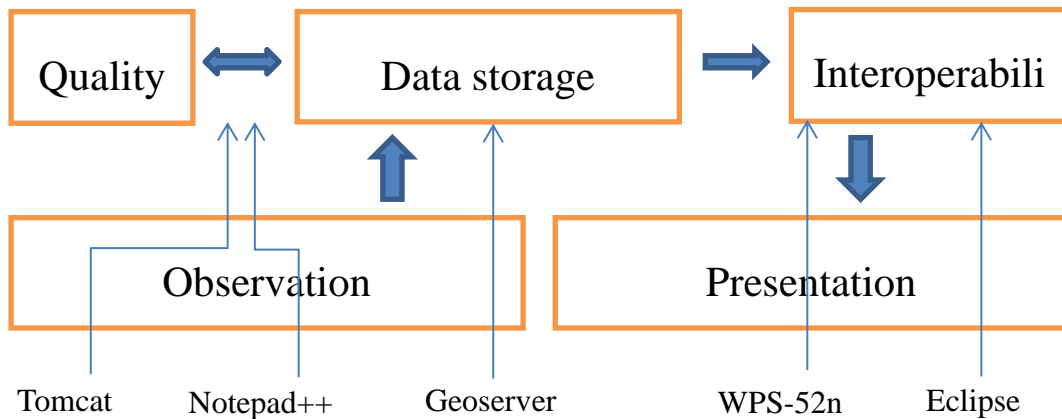 Quality
Data storage
Interoperabili
Observation
Presentation
Tomcat
Notepad++
Geoserver
WPS-52n
Eclipse